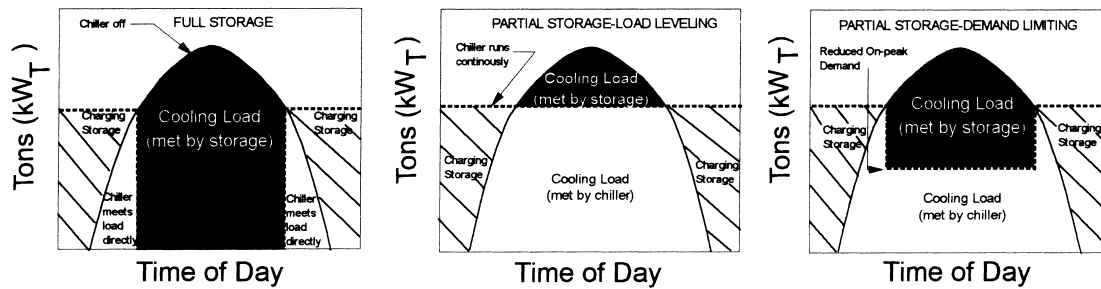 FULL STORAGE
Chiller off
Tons (kW_T)
Charging
Storage
Cooling Load
(met by storage)
Charging
Storage
Chiller
meets
load
directly
Chiller
meets
load
directly
Time of Day
PARTIAL STORAGE-LOAD LEVELING
Chiller runs
continously
Tons (kW_T)
Cooling Load
(met by storage)
Charging
Storage
Charging
Storage
Cooling Load
(met by chiller)
Time of Day
PARTIAL STORAGE-DEMAND LIMITING
Reduced On-peak
Demand
Tons (kW_T)
Cooling Load
(met by storage)
Charging
Storage
Charging
Storage
Cooling Load
(met by chiller)
Time of Day